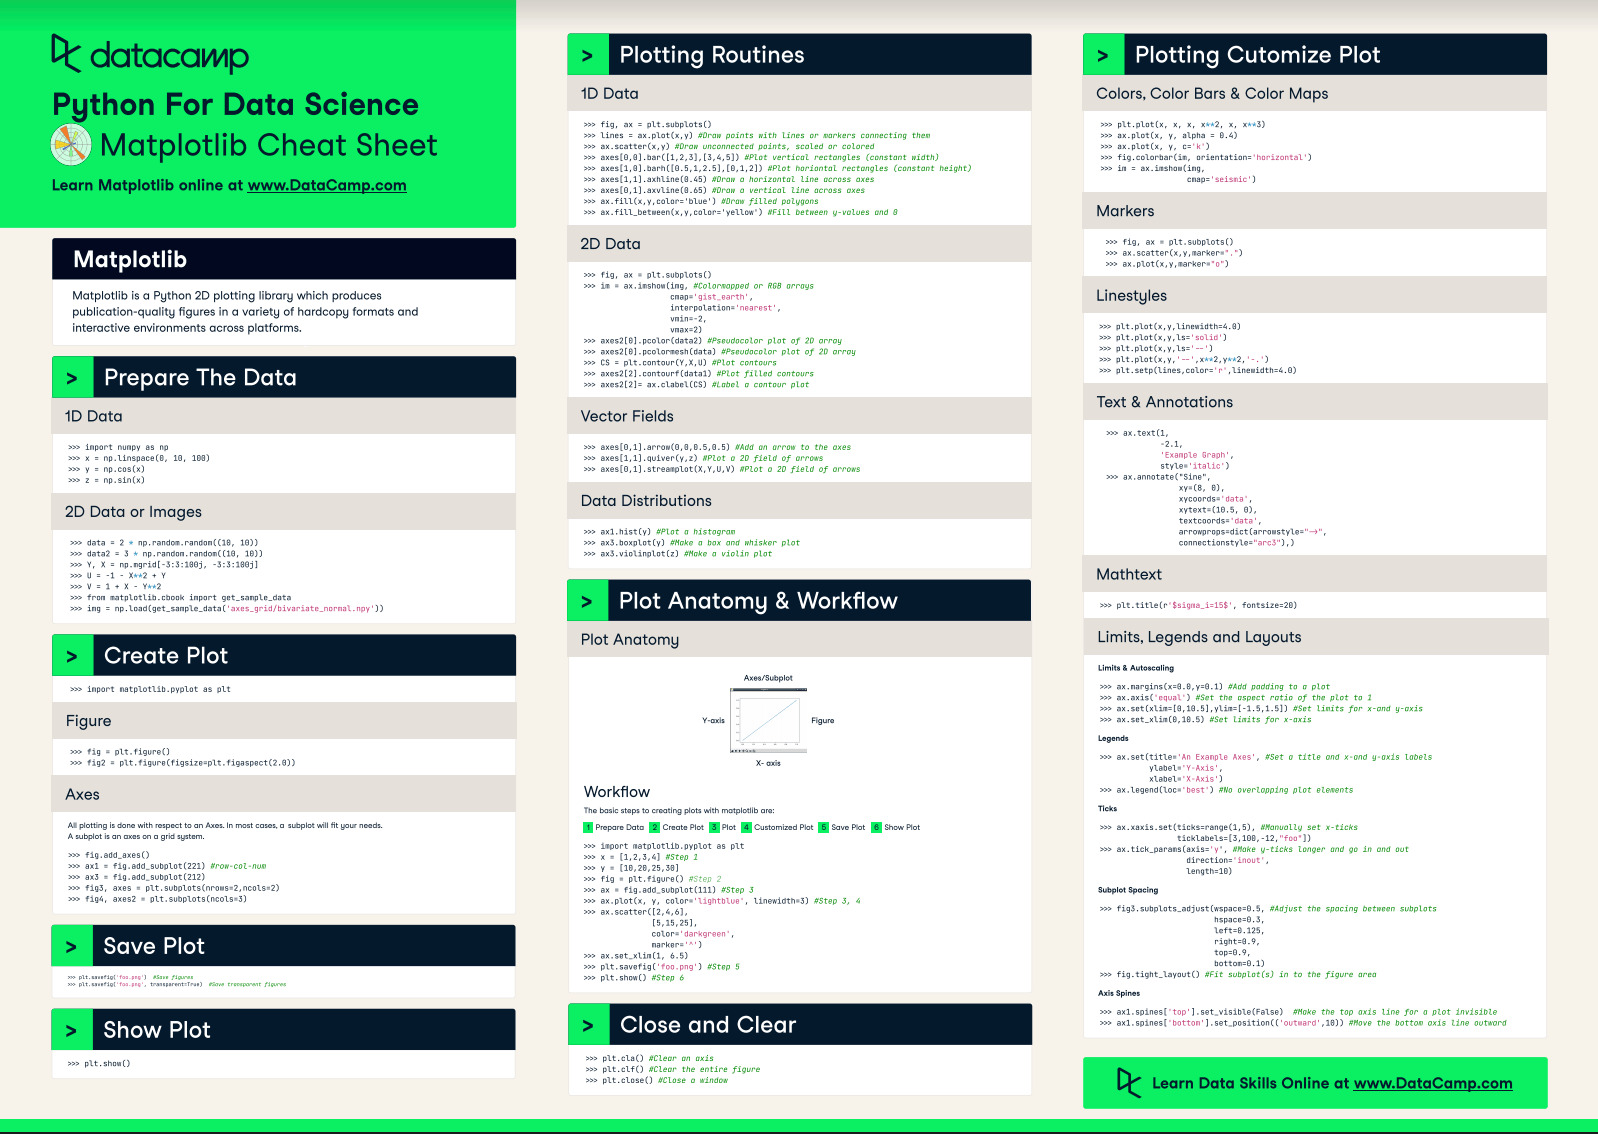 datacamp
Python For Data Science
Matplotlib Cheat Sheet
Learn Matplotlib online at www.DataCamp.com
Matplotlib
Matplotlib is a Python 2D plotting library which produces
publication-quality figures in a variety of hardcopy formats and
interactive environments across platforms.
> Prepare The Data
1D Data
>>> import numpy as np
>>> x = np.linspace(0, 10, 100)
>>> y = np.cos(x)
>>> z = np.sin(x)
2D Data or Images
>>> data = 2 * np.random.random((10, 10))
>>> data2 = 3 * np.random.random((10, 10))
>>> Y, X = np.mgrid[-3:3:100j, -3:3:100j]
>>> U = -1 - X**2 + Y
>>> V = 1 + X - Y**2
>>> from matplotlib.cbook import get_sample_data
>>> img = np.load(get_sample_data('axes_grid/bivariate_normal.npy'))
> Create Plot
>>> import matplotlib.pyplot as plt
Figure
>>> fig = plt.figure()
>>> fig2 = plt.figure(figsize=plt.figaspect(2.0))
Axes
All plotting is done with respect to an Axes. In most cases, a subplot will fit your needs.
A subplot is an axes on a grid system.
>>> fig.add_axes()
>>> ax1 = fig.add_subplot(221) #row-col-num
>>> ax3 = fig.add_subplot(212)
>>> fig3, axes = plt.subplots(nrows=2,ncols=2)
>>> fig4, axes2 = plt.subplots(ncols=3)
> Save Plot
>>> plt.savefig('foo.png') #Save figures
>>> plt.savefig('foo.png', transparent=True) #Save transparent figures
> Show Plot
>>> plt.show()
> Plotting Routines
1D Data
>>> fig, ax = plt.subplots()
>>> lines = ax.plot(x,y) #Draw points with lines or markers connecting them
>>> ax.scatter(x,y) #Draw unconnected points, scaled or colored
>>> axes[0,0].bar([1,2,3],[3,4,5]) #Plot vertical rectangles (constant width)
>>> axes[1,0].barh([0.5,1,2.5],[0,1,2]) #Plot horiontal rectangles (constant height)
>>> axes[1,1].axhline(0.45) #Draw a horizontal line across axes
>>> axes[0,1].axvline(0.65) #Draw a vertical line across axes
>>> ax.fill(x,y,color='blue') #Draw filled polygons
>>> ax.fill_between(x,y,color='yellow') #Fill between y-values and 0
2D Data
>>> fig, ax = plt.subplots()
>>> im = ax.imshow(img, #Colormapped or RGB arrays
cmap='gist_earth',
interpolation='nearest',
vmin=-2,
vmax=2)
>>> axes2[0].pcolor(data2) #Pseudocolor plot of 2D array
>>> axes2[0].pcolormesh(data) #Pseudocolor plot of 2D array
>>> CS = plt.contour(Y,X,U) #Plot contours
>>> axes2[2].contourf(data1) #Plot filled contours
>>> axes2[2]= ax.clabel(CS) #Label a contour plot
Vector Fields
>>> axes[0,1].arrow(0,0,0.5,0.5) #Add an arrow to the axes
>>> axes[1,1].quiver(y,z) #Plot a 2D field of arrows
>>> axes[0,1].streamplot(X,Y,U,V) #Plot a 2D field of arrows
Data Distributions
>>> ax1.hist(y) #Plot a histogram
>>> ax3.boxplot(y) #Make a box and whisker plot
>>> ax3.violinplot(z) #Make a violin plot
> Plot Anatomy & Workflow
Plot Anatomy
Axes/Subplot
Y-axis
Figure
X- axis
Workflow
The basic steps to creating plots with matplotlib are:
1 Prepare Data 2 Create Plot 3 Plot 4 Customized Plot 5 Save Plot 6 Show Plot
>>> import matplotlib.pyplot as plt
>>> x = [1,2,3,4] #Step 1
>>> y = [10,20,25,30]
>>> fig = plt.figure() #Step 2
>>> ax = fig.add_subplot(111) #Step 3
>>> ax.plot(x, y, color='lightblue', linewidth=3) #Step 3, 4
>>> ax.scatter([2,4,6],
[5,15,25],
color='darkgreen',
marker='^')
>>> ax.set_xlim(1, 6.5)
>>> plt.savefig('foo.png') #Step 5
>>> plt.show() #Step 6
> Close and Clear
>>> plt.cla() #Clear an axis
>>> plt.clf() #Clear the entire figure
>>> plt.close() #Close a window
> Plotting Cutomize Plot
Colors, Color Bars & Color Maps
>>> plt.plot(x, x, x, x**2, x, x**3)
>>> ax.plot(x, y, alpha = 0.4)
>>> ax.plot(x, y, c='k')
>>> fig.colorbar(im, orientation='horizontal')
>>> im = ax.imshow(img,
cmap='seismic')
Markers
>>> fig, ax = plt.subplots()
>>> ax.scatter(x,y,marker=".")
>>> ax.plot(x,y,marker="o")
Linestyles
>>> plt.plot(x,y,linewidth=4.0)
>>> plt.plot(x,y,ls='solid')
>>> plt.plot(x,y,ls='--')
>>> plt.plot(x,y,'--',x**2,y**2,'-.')
>>> plt.setp(lines,color='r',linewidth=4.0)
Text & Annotations
>>> ax.text(1,
-2.1,
'Example Graph',
style='italic')
>>> ax.annotate("Sine",
xy=(8, 0),
xycoords='data',
xytext=(10.5, 0),
textcoords='data',
arrowprops=dict(arrowstyle="->",
connectionstyle="arc3"),)
Mathtext
>>> plt.title(r'$sigma_i=15$', fontsize=20)
Limits, Legends and Layouts
Limits & Autoscaling
>>> ax.margins(x=0.0,y=0.1) #Add padding to a plot
>>> ax.axis('equal') #Set the aspect ratio of the plot to 1
>>> ax.set(xlim=[0,10.5],ylim=[-1.5,1.5]) #Set limits for x-and y-axis
>>> ax.set_xlim(0,10.5) #Set limits for x-axis
Legends
>>> ax.set(title='An Example Axes', #Set a title and x-and y-axis labels
ylabel='Y-Axis',
xlabel='X-Axis')
>>> ax.legend(loc='best') #No overlapping plot elements
Ticks
>>> ax.xaxis.set(ticks=range(1,5), #Manually set x-ticks
ticklabels=[3,100,-12,"foo"])
>>> ax.tick_params(axis='y', #Make y-ticks longer and go in and out
direction='inout',
length=10)
Subplot Spacing
>>> fig3.subplots_adjust(wspace=0.5, #Adjust the spacing between subplots
hspace=0.3,
left=0.125,
right=0.9,
top=0.9,
bottom=0.1)
>>> fig.tight_layout() #Fit subplot(s) in to the figure area
Axis Spines
>>> ax1.spines['top'].set_visible(False) #Make the top axis line for a plot invisible
>>> ax1.spines['bottom'].set_position(('outward',10)) #Move the bottom axis line outward
Learn Data Skills Online at www.DataCamp.com